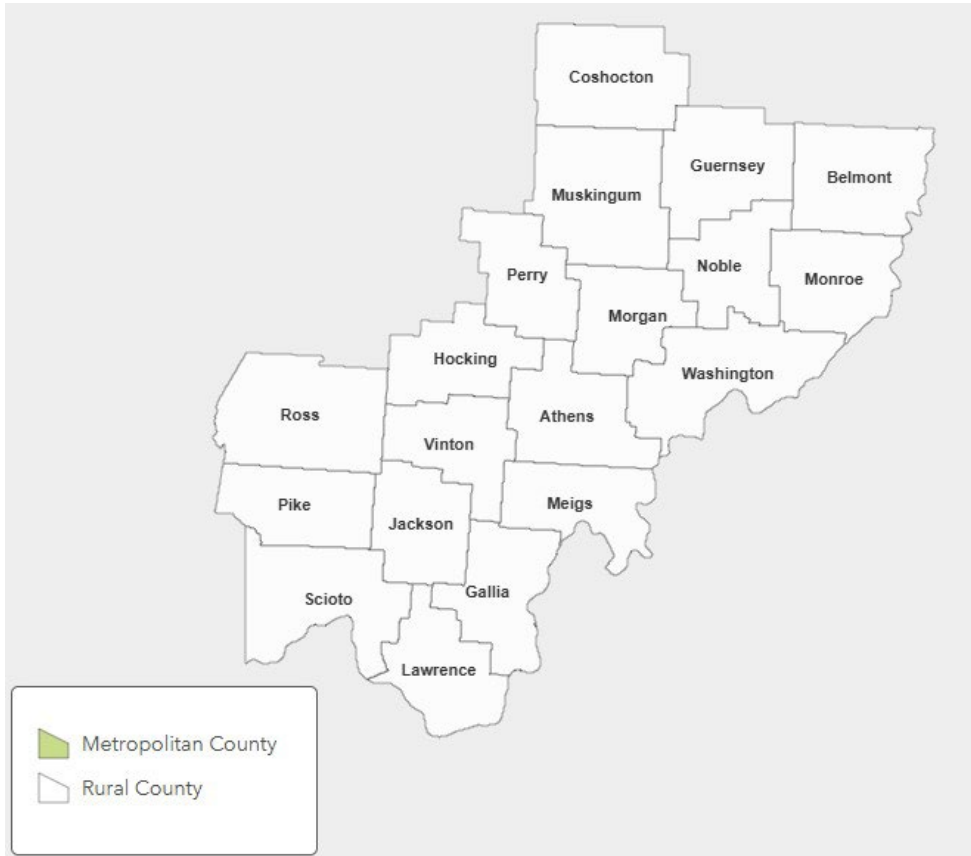 Coshocton
Guernsey
Belmont
Muskingum
Noble
Perry
Monroe
Morgan
Hocking
Washington
Ross
Athens
Vinton
Pike
Meigs
Jackson
Gallia
Scioto
Lawrence
Metropolitan County
Rural County